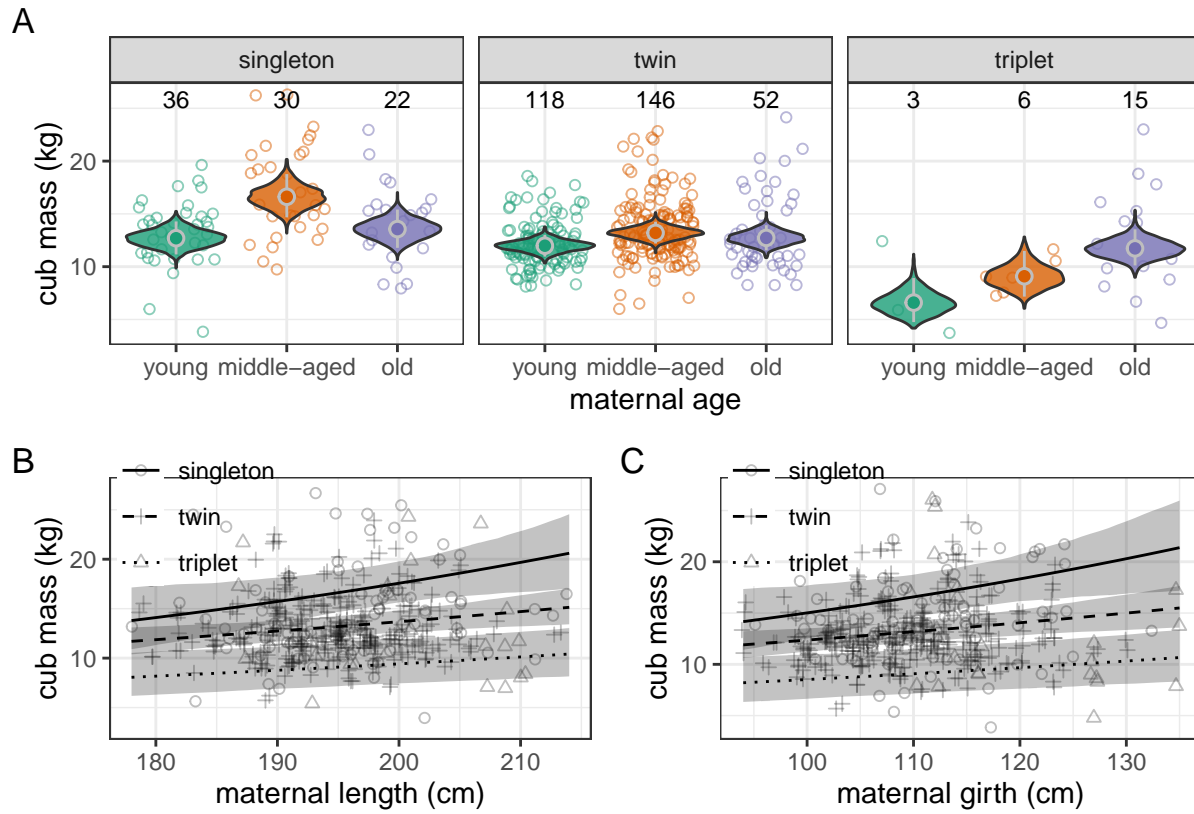 A
singleton twin triplet
36 30 22 118 146 52 3 6 15
20
10
cub mass (kg)
young middle−aged old young middle−aged old young middle−aged old
maternal age
B
singleton
twin
triplet
20
10
cub mass (kg)
180 190 200 210
maternal length (cm)
C
singleton
twin
triplet
20
10
cub mass (kg)
100 110 120 130
maternal girth (cm)